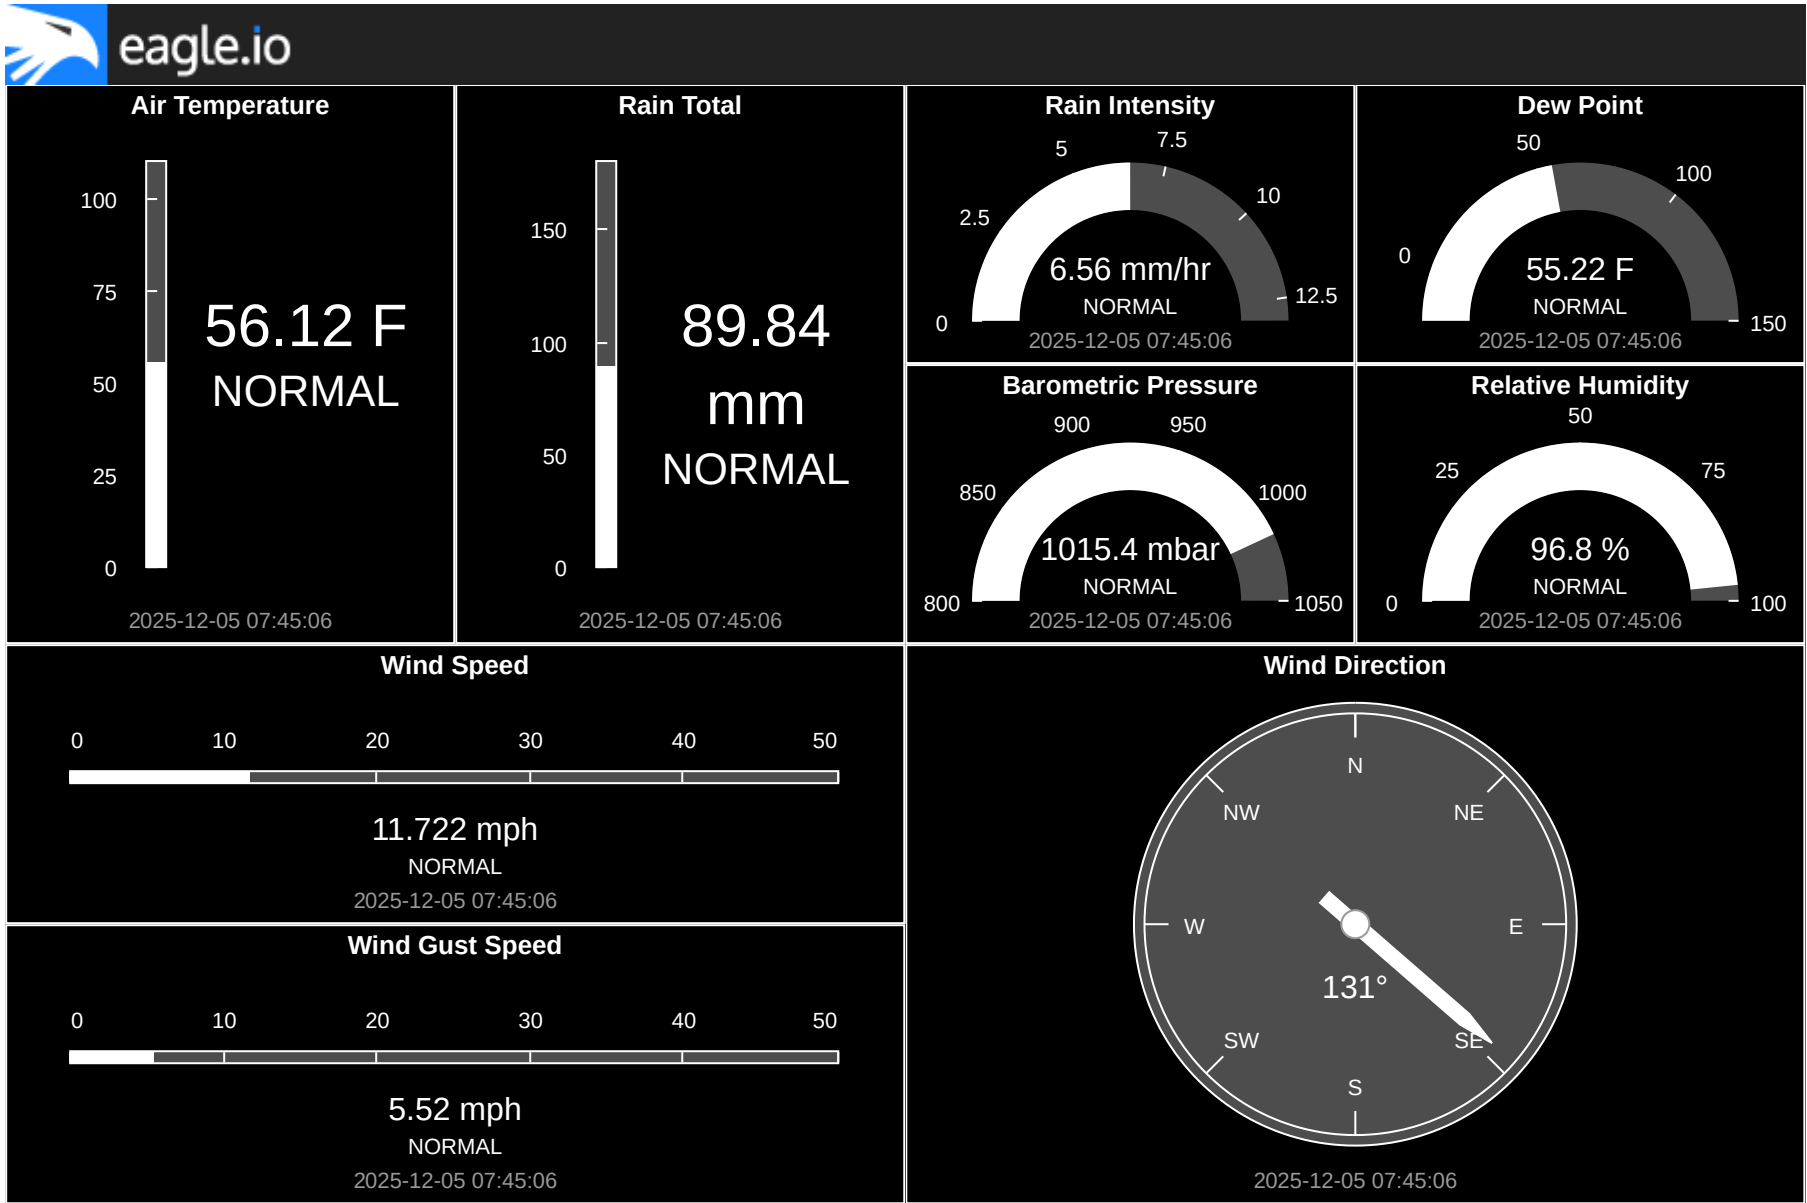 eagle.io
Air Temperature
100
75
50
25
0
56.12 F
NORMAL
2025-12-05 07:45:06
Rain Total
150
100
50
0
89.84
mm
NORMAL
2025-12-05 07:45:06
Rain Intensity
0
2.5
5
7.5
10
12.5
6.56 mm/hr
NORMAL
2025-12-05 07:45:06
Dew Point
0
50
100
150
55.22 F
NORMAL
2025-12-05 07:45:06
Barometric Pressure
800
850
900
950
1000
1050
1015.4 mbar
NORMAL
2025-12-05 07:45:06
Relative Humidity
0
25
50
75
100
96.8 %
NORMAL
2025-12-05 07:45:06
Wind Speed
0 10 20 30 40 50
11.722 mph
NORMAL
2025-12-05 07:45:06
Wind Gust Speed
0 10 20 30 40 50
5.52 mph
NORMAL
2025-12-05 07:45:06
Wind Direction
N
NW NE
W E
131°
SW SE
S
2025-12-05 07:45:06